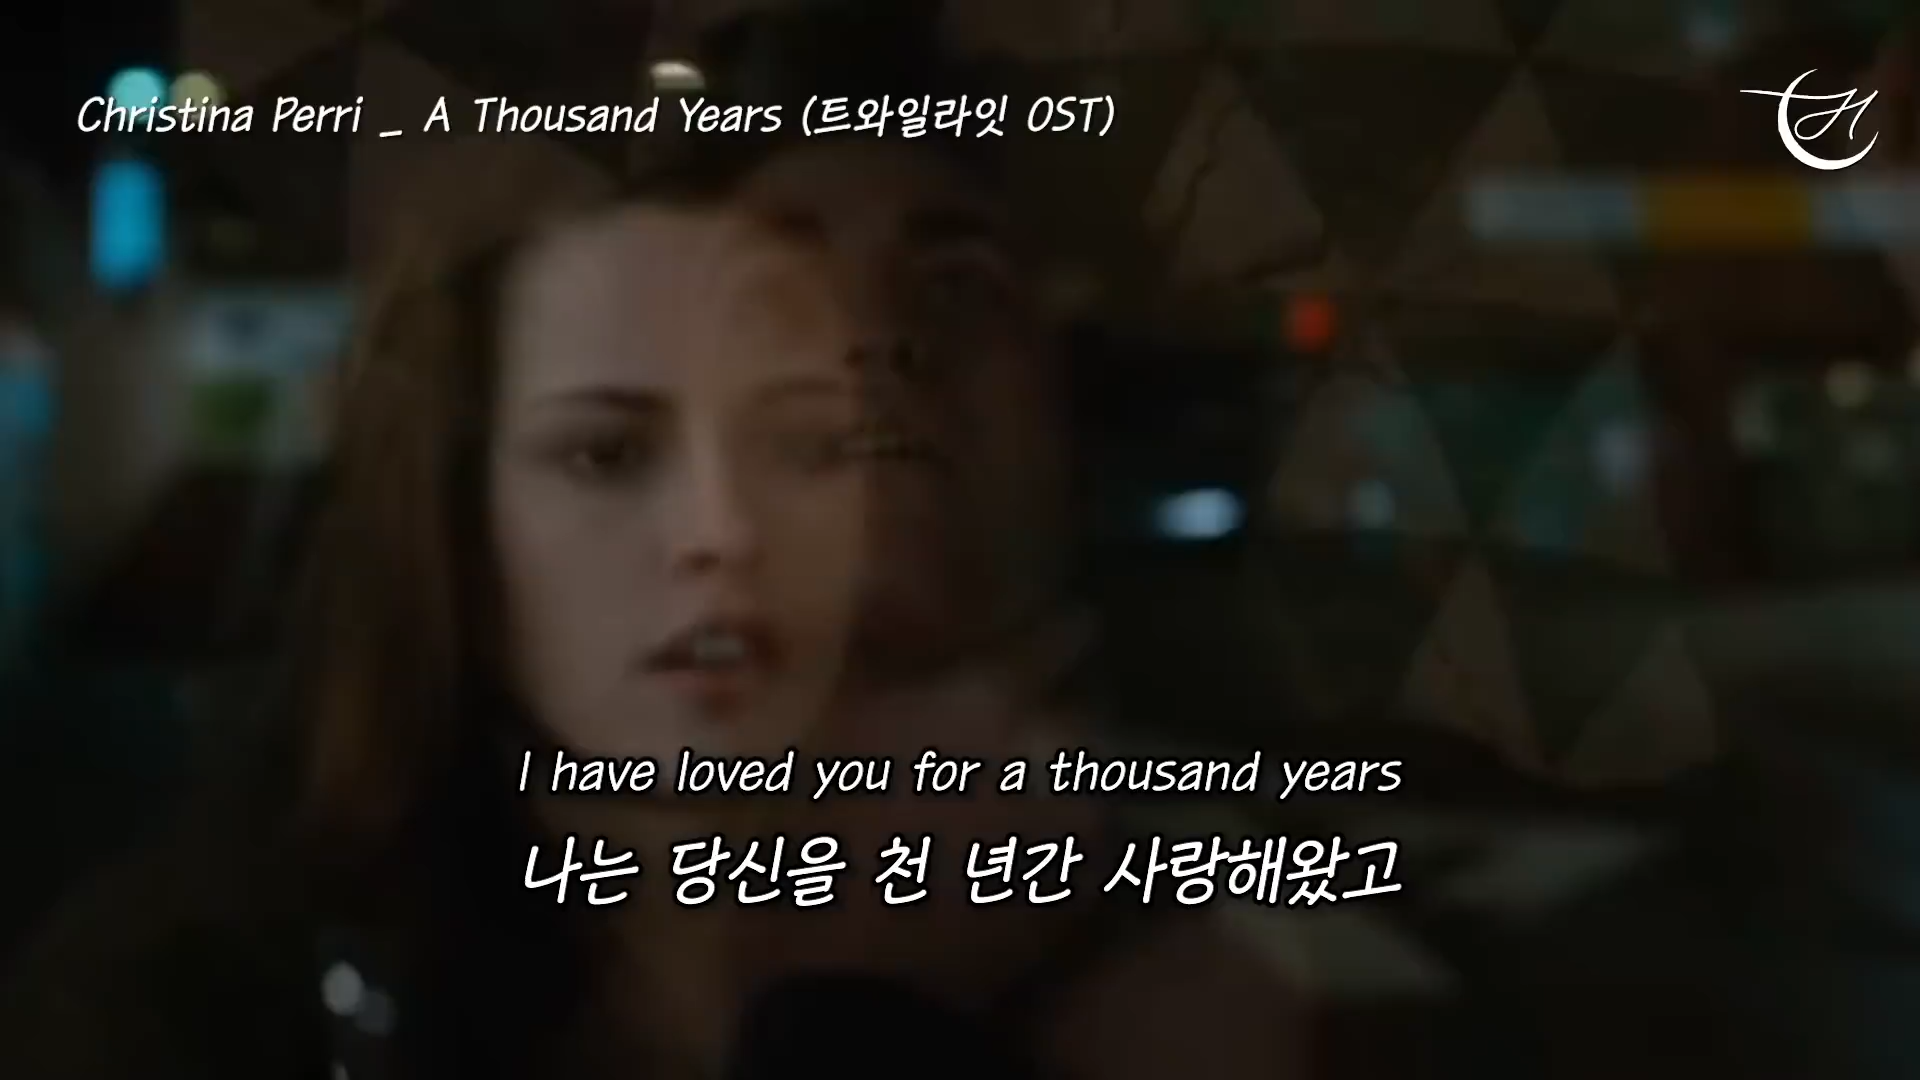 Christina Perri _ A Thousand Years (트와일라잇 OST)
I have loved you for a thousand years
나는 당신을 천 년간 사랑해왔고